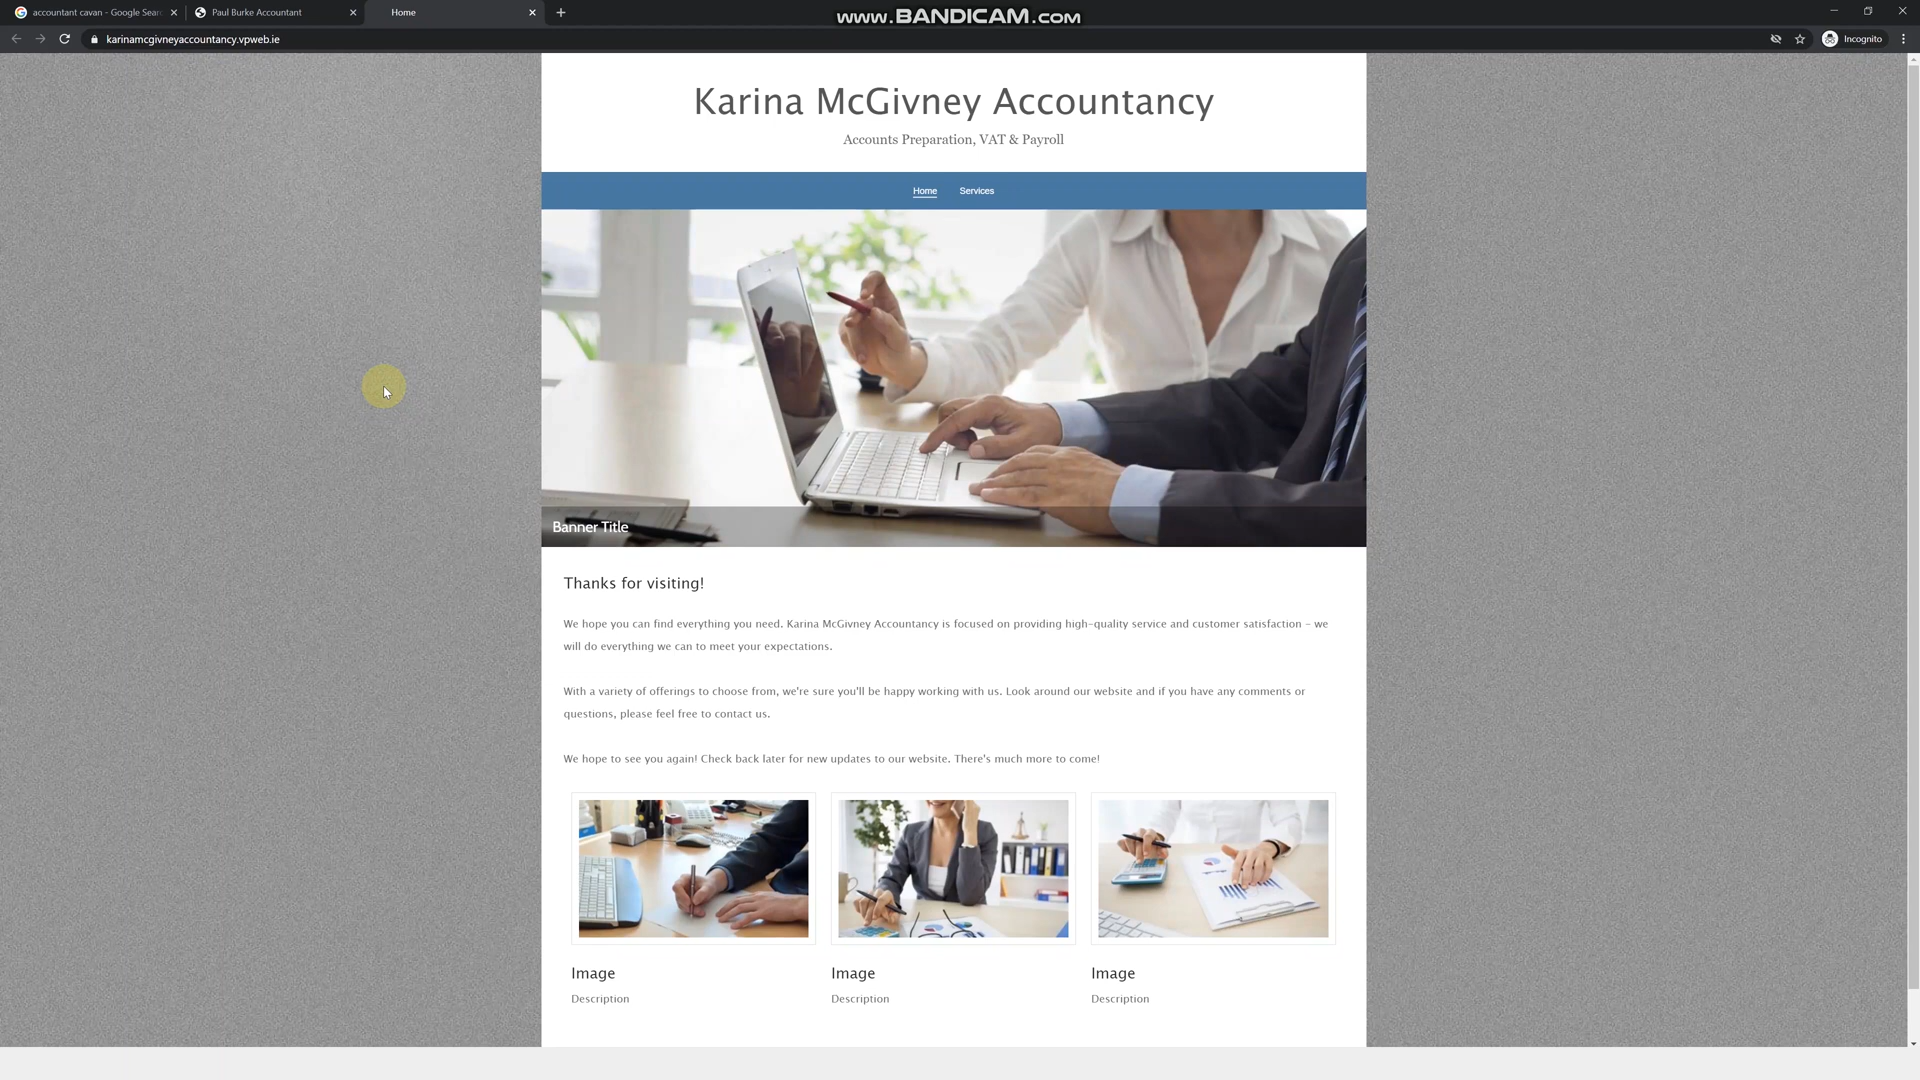 accountant cavan - Google Sear
Paul Burke Accountant
Home
www.BANDICAM.com
karinamcgivneyaccountancy.vpweb.ie
Incognito
Karina McGivney Accountancy
Accounts Preparation, VAT & Payroll
Home
Services
Banner Title
Thanks for visiting!
We hope you can find everything you need. Karina McGivney Accountancy is focused on providing high-quality service and customer satisfaction - we
will do everything we can to meet your expectations.
With a variety of offerings to choose from, we're sure you'll be happy working with us. Look around our website and if you have any comments or
questions, please feel free to contact us.
We hope to see you again! Check back later for new updates to our website. There's much more to come!
Image
Image
Image
Description
Description
Description